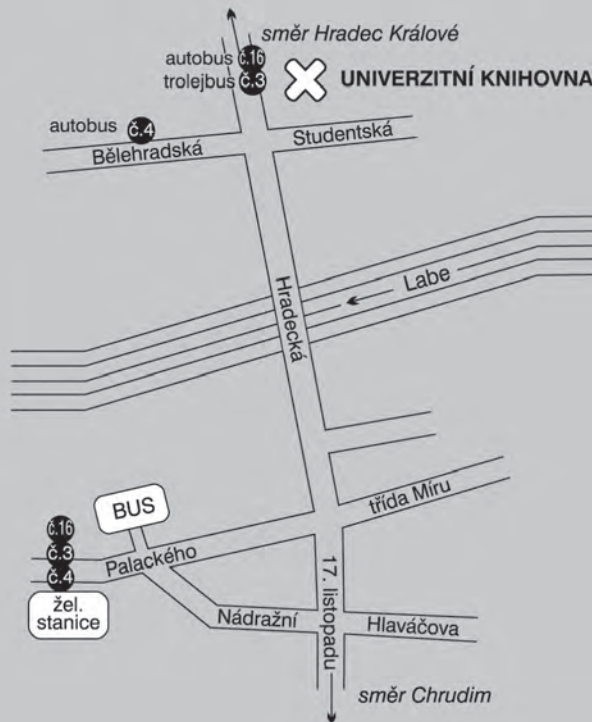 směr Hradec Králové
autobus č.16
trolejbus č.3
UNIVERZITNÍ KNIHOVNA
autobus č.4
Bělehradská
Studentská
Labe
Hradecká
třída Míru
BUS
č.16
č.3
č.4
Palackého
žel.
stanice
17. listopadu
Nádražní
Hlaváčova
směr Chrudim